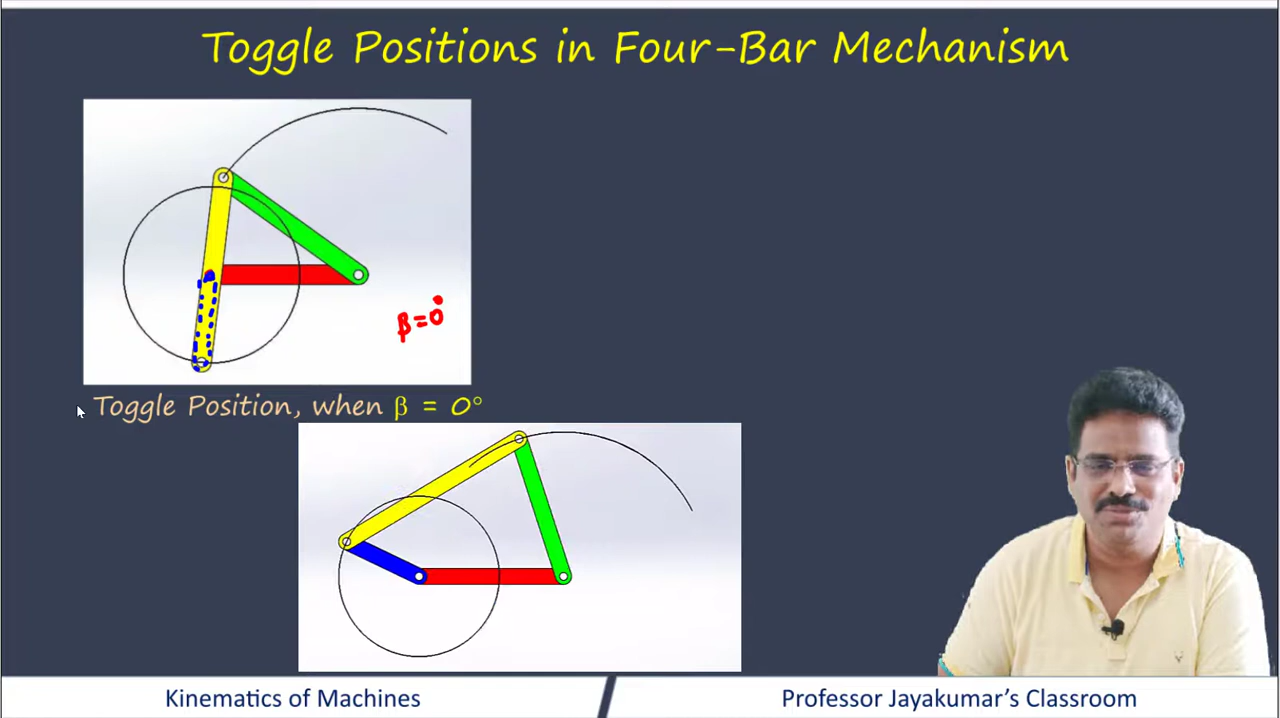 Toggle Positions in Four-Bar Mechanism
β=0°
Toggle Position, when β = 0°
Kinematics of Machines
Professor Jayakumar's Classroom